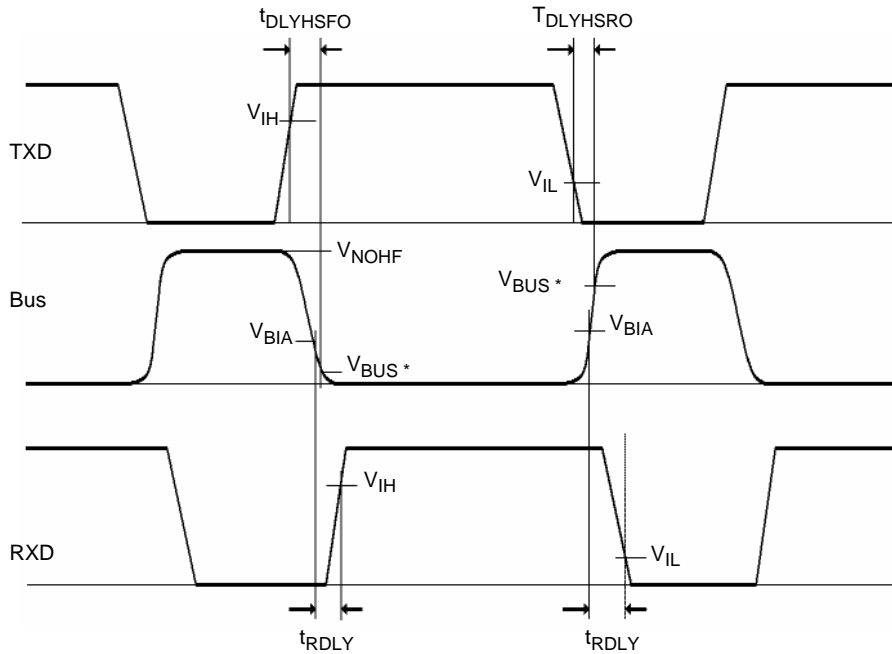 tDLYHSFO
TDLYHSRO
VIH
TXD
VIL
VNOHF
VBUS *
Bus
VBIA
VBIA
VBUS *
VIH
RXD
VIL
tRDLY
tRDLY